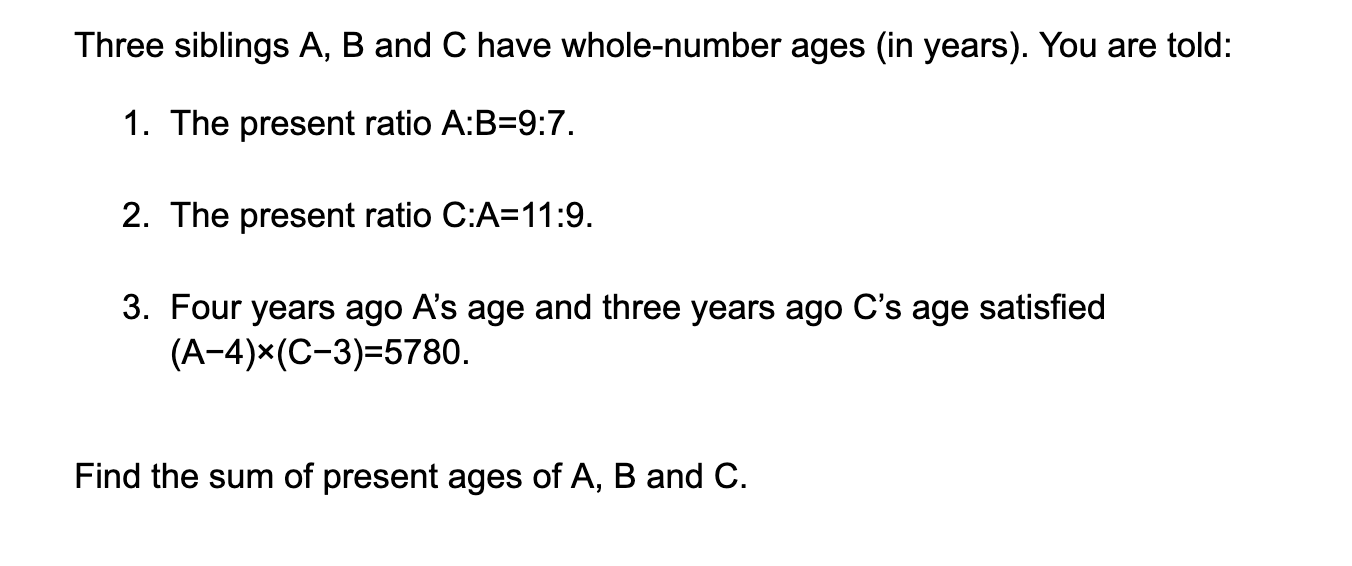 Three siblings A, B and C have whole-number ages (in years). You are told:
1. The present ratio A:B=9:7.
2. The present ratio C:A=11:9.
3. Four years ago A’s age and three years ago C’s age satisfied
(A−4)×(C−3)=5780.
Find the sum of present ages of A, B and C.